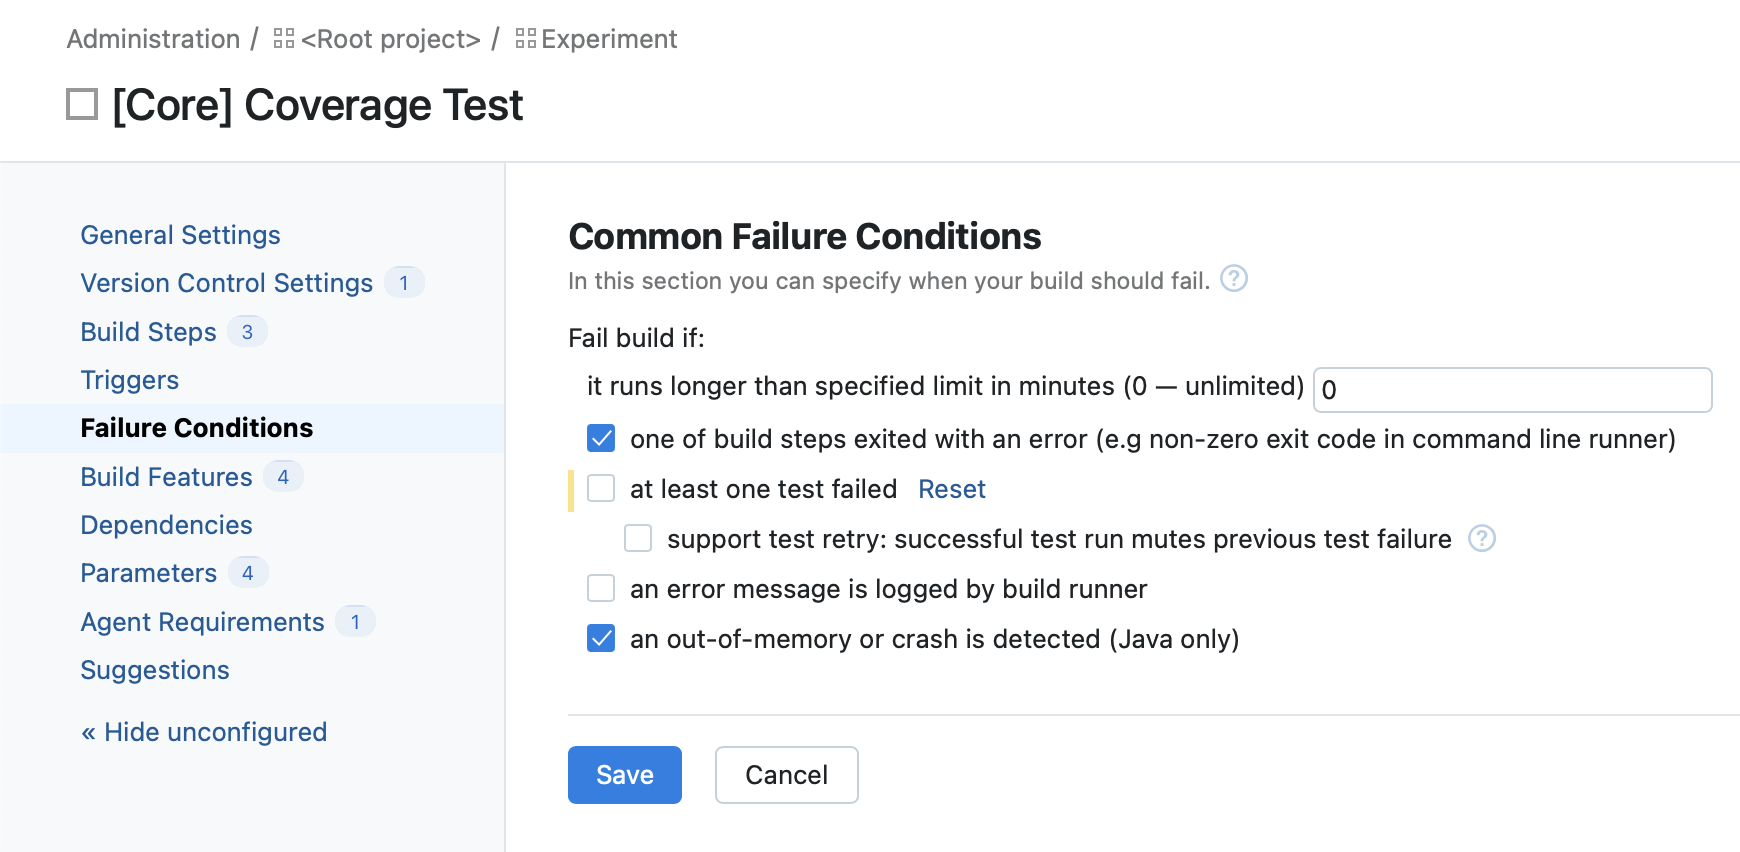 Administration / <Root project> / Experiment
[Core] Coverage Test
General Settings
Version Control Settings 1
Build Steps 3
Triggers
Failure Conditions
Build Features 4
Dependencies
Parameters 4
Agent Requirements 1
Suggestions
« Hide unconfigured
Common Failure Conditions
In this section you can specify when your build should fail. ?
Fail build if:
it runs longer than specified limit in minutes (0 — unlimited) 0
one of build steps exited with an error (e.g non-zero exit code in command line runner)
at least one test failed Reset
support test retry: successful test run mutes previous test failure ?
an error message is logged by build runner
an out-of-memory or crash is detected (Java only)
Save Cancel